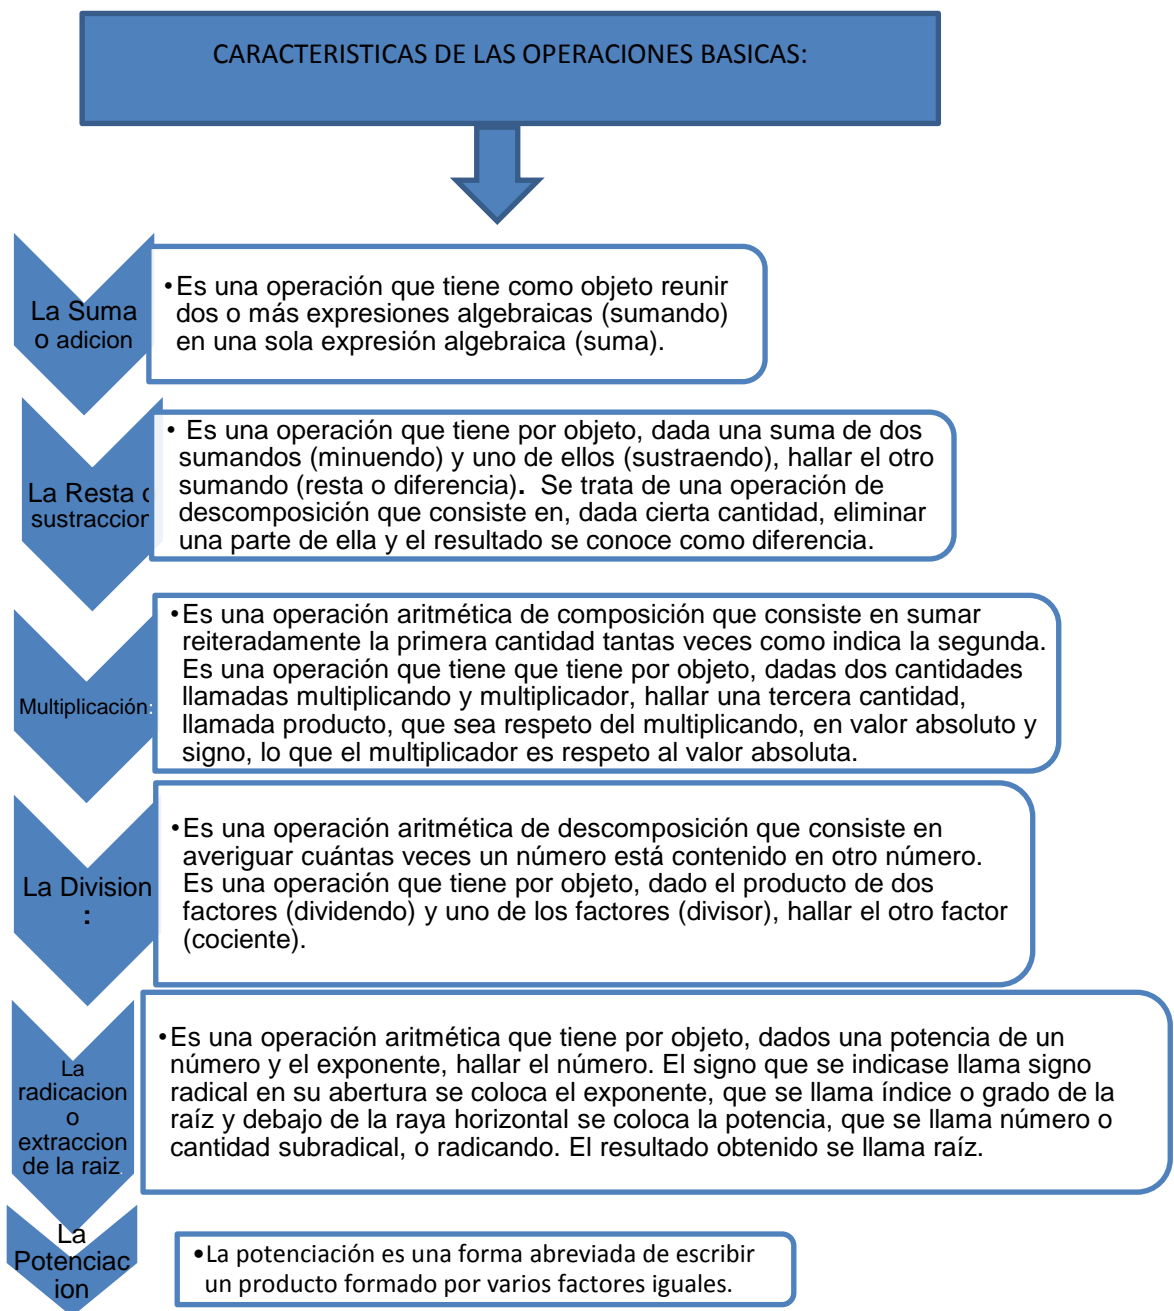 CARACTERISTICAS DE LAS OPERACIONES BASICAS:
La Suma
o adicion
•Es una operación que tiene como objeto reunir
dos o más expresiones algebraicas (sumando)
en una sola expresión algebraica (suma).
La Resta o
sustraccion
• Es una operación que tiene por objeto, dada una suma de dos
sumandos (minuendo) y uno de ellos (sustraendo), hallar el otro
sumando (resta o diferencia). Se trata de una operación de
descomposición que consiste en, dada cierta cantidad, eliminar
una parte de ella y el resultado se conoce como diferencia.
Multiplicación:
•Es una operación aritmética de composición que consiste en sumar
reiteradamente la primera cantidad tantas veces como indica la segunda.
Es una operación que tiene que tiene por objeto, dadas dos cantidades
llamadas multiplicando y multiplicador, hallar una tercera cantidad,
llamada producto, que sea respeto del multiplicando, en valor absoluto y
signo, lo que el multiplicador es respeto al valor absoluta.
La Division
:
•Es una operación aritmética de descomposición que consiste en
averiguar cuántas veces un número está contenido en otro número.
Es una operación que tiene por objeto, dado el producto de dos
factores (dividendo) y uno de los factores (divisor), hallar el otro factor
(cociente).
La
radicacion
o
extraccion
de la raiz.
•Es una operación aritmética que tiene por objeto, dados una potencia de un
número y el exponente, hallar el número. El signo que se indicase llama signo
radical en su abertura se coloca el exponente, que se llama índice o grado de la
raíz y debajo de la raya horizontal se coloca la potencia, que se llama número o
cantidad subradical, o radicando. El resultado obtenido se llama raíz.
La
Potenciac
ion
•La potenciación es una forma abreviada de escribir
un producto formado por varios factores iguales.